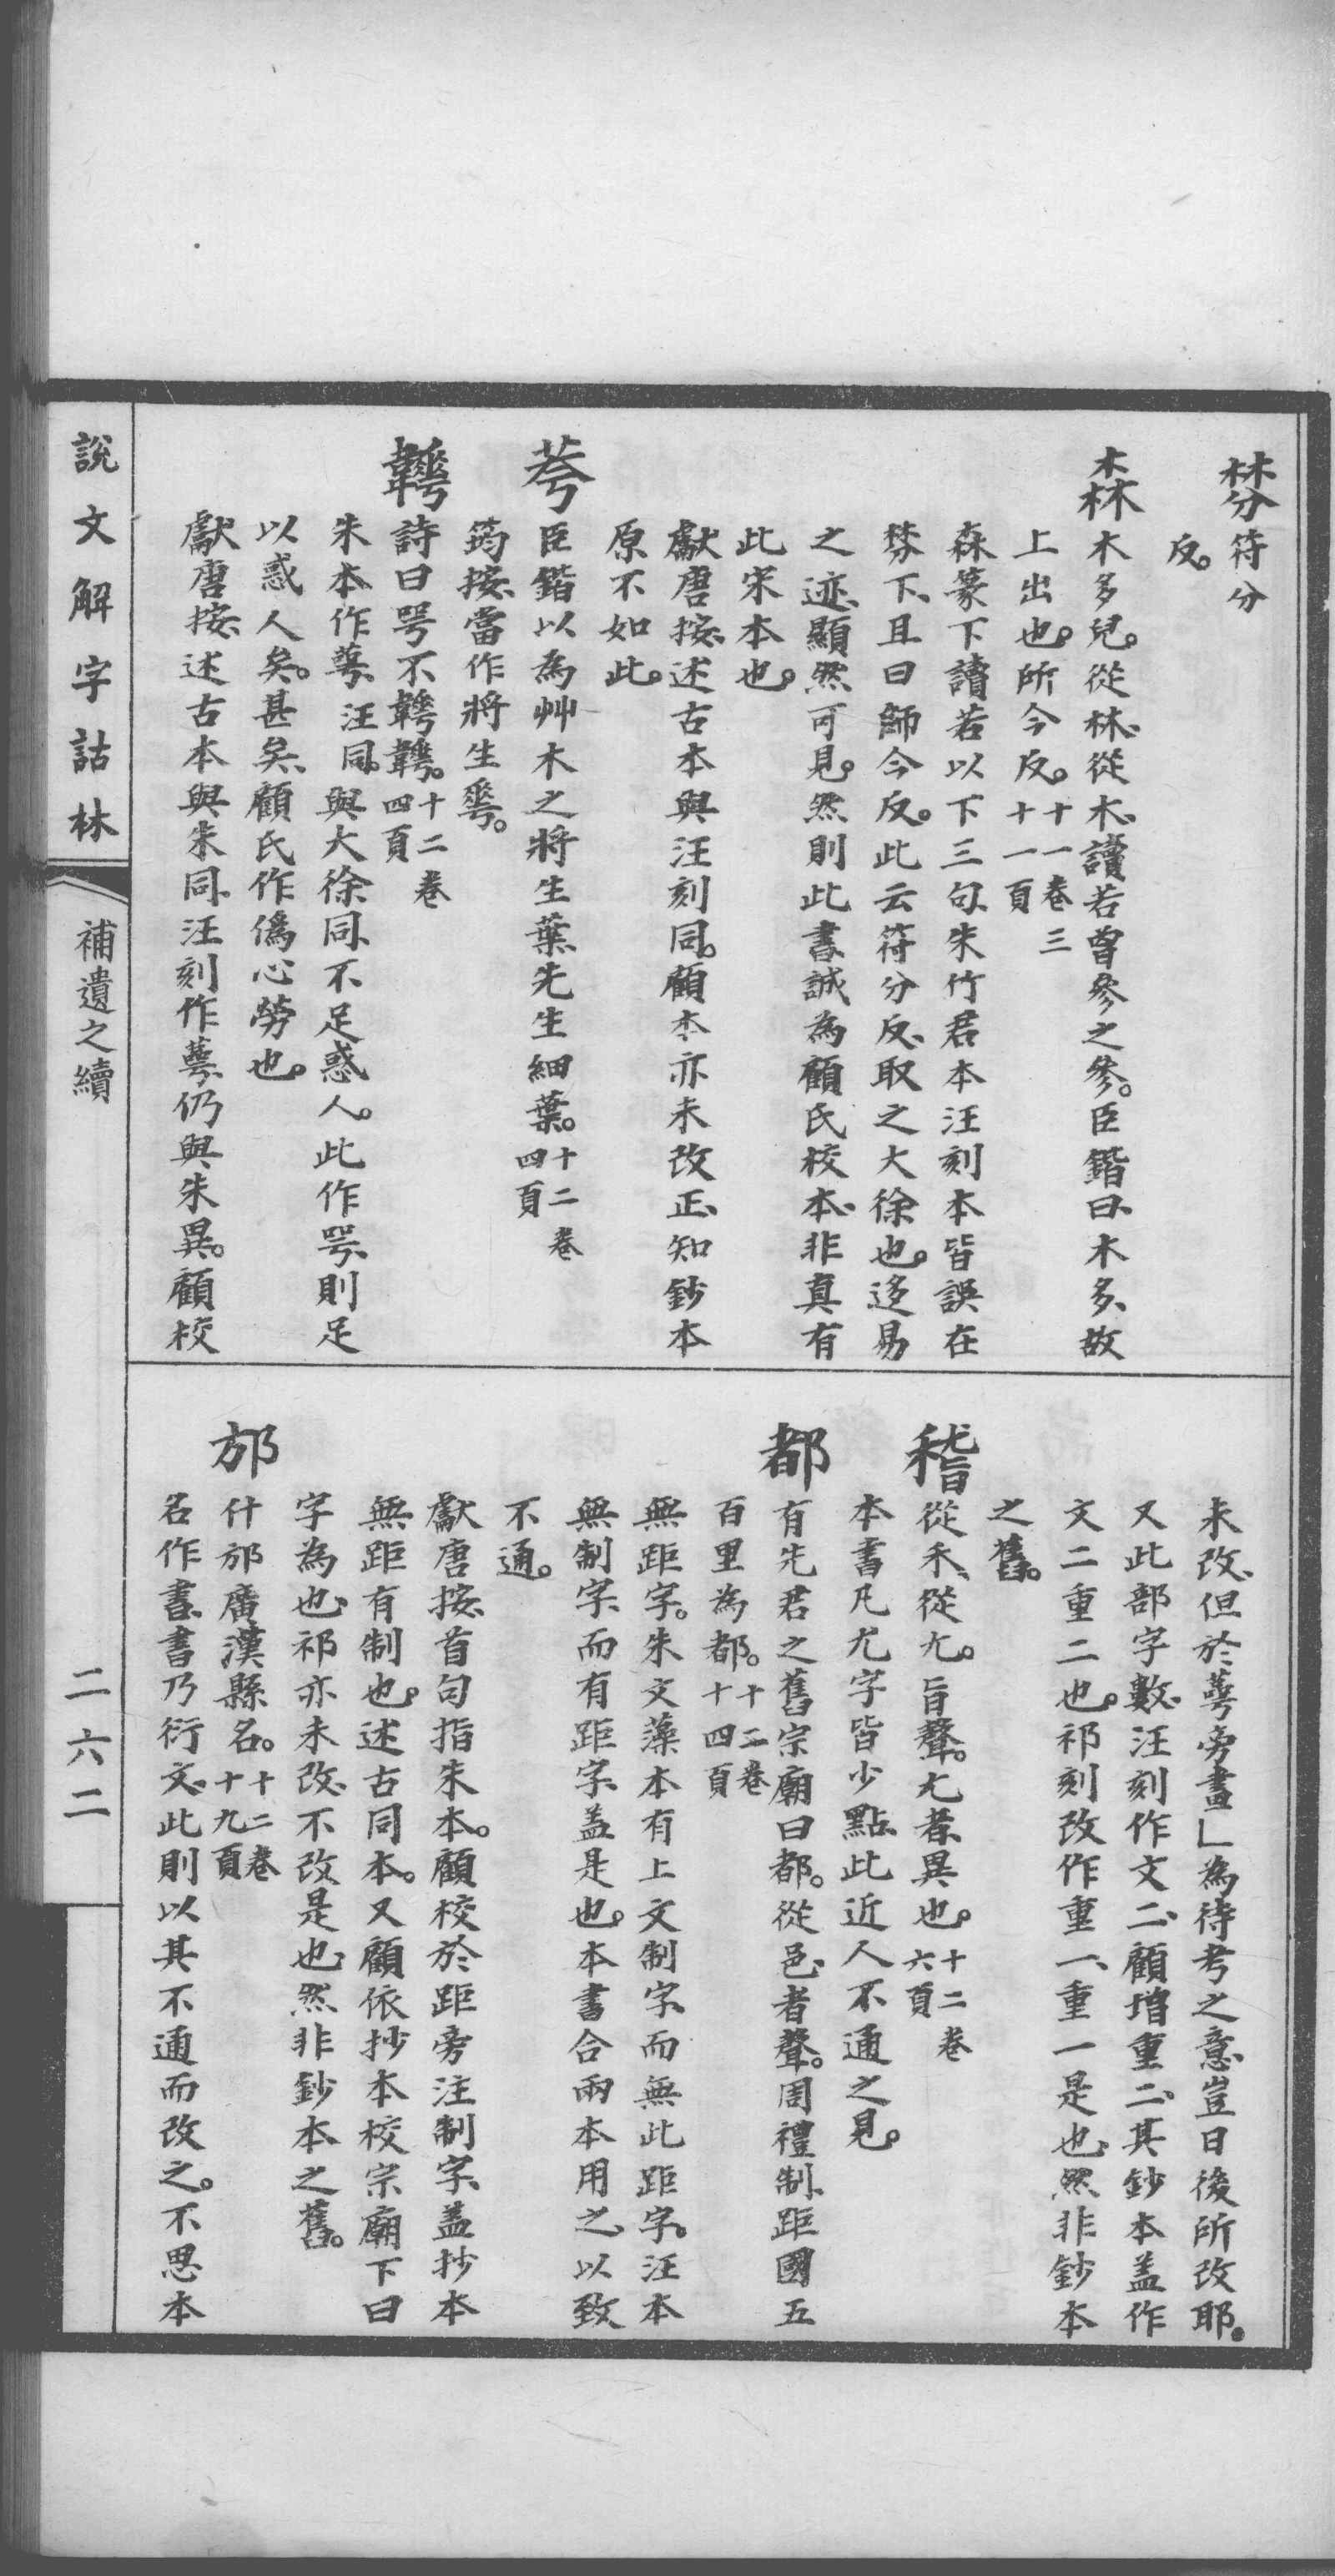 棼符分
反。
森木多皃。從林、從木、讀若曾參之參。臣鍇曰、木多、故
上出也。所今反。十一卷三十一頁
森篆下讀若以下三句、朱竹君本汪刻本皆誤在
棼下、且曰師今反。此云符分反、取之大徐也。迻易
之迹、顯然可見。然則此書誠為顧氏校本、非真有
此宋本也。
獻唐按、述古本與汪刻同。顧本亦未改正、知鈔本
原不如此。
荂臣鍇以為艸木之將生葉、先生細葉。十二卷四頁
筠按、當作將生𠌶。
韡詩曰咢不韡韡。十二卷四頁
朱本作萼、汪同。與大徐同、不足惑人。此作咢、則足
以惑人矣。甚矣、顧氏作僞心勞也。
獻唐按、述古本與朱同、汪刻作蕚、仍與朱異。顧校
未改、但於蕚旁畫乚為待考之意、豈日後所改耶。
又此部字數、汪刻作文二、顧增重二、其鈔本蓋作
文二重二也。祁刻改作重一、重一是也、然非鈔本
之舊。
𥡴從禾、從尢。旨聲。尢者、異也。十二卷六頁
本書凡尤字皆少點、此近人不通之見。
都有先君之舊宗廟曰都。從邑、者聲。周禮制、距國五
百里為都。十二卷十四頁
無距字。朱文藻本有上文制字、而無此距字。汪本
無制字、而有距字、蓋是也。本書合兩本用之、以致
不通。
獻唐按、首句指朱本。顧校於距旁注制字、蓋抄本
無距有制也。述古同本。又顧依抄本校宗廟下曰
字為也、祁亦未改、不改是也、然非鈔本之舊。
邡什邡廣漢縣名。十二卷十九頁
名作書、書乃衍文、此則以其不通而改之。不思本
說文解字詁林
補遺之續
二六二